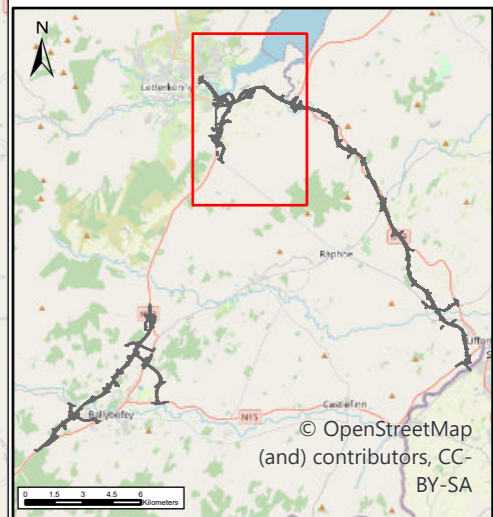 N
Letterkenny
Raphoe
Lifford
Ballybofey
Castlefinn
N15
© OpenStreetMap
(and) contributors, CC-
BY-SA
0 1.5 3 4.5 6
Kilometers